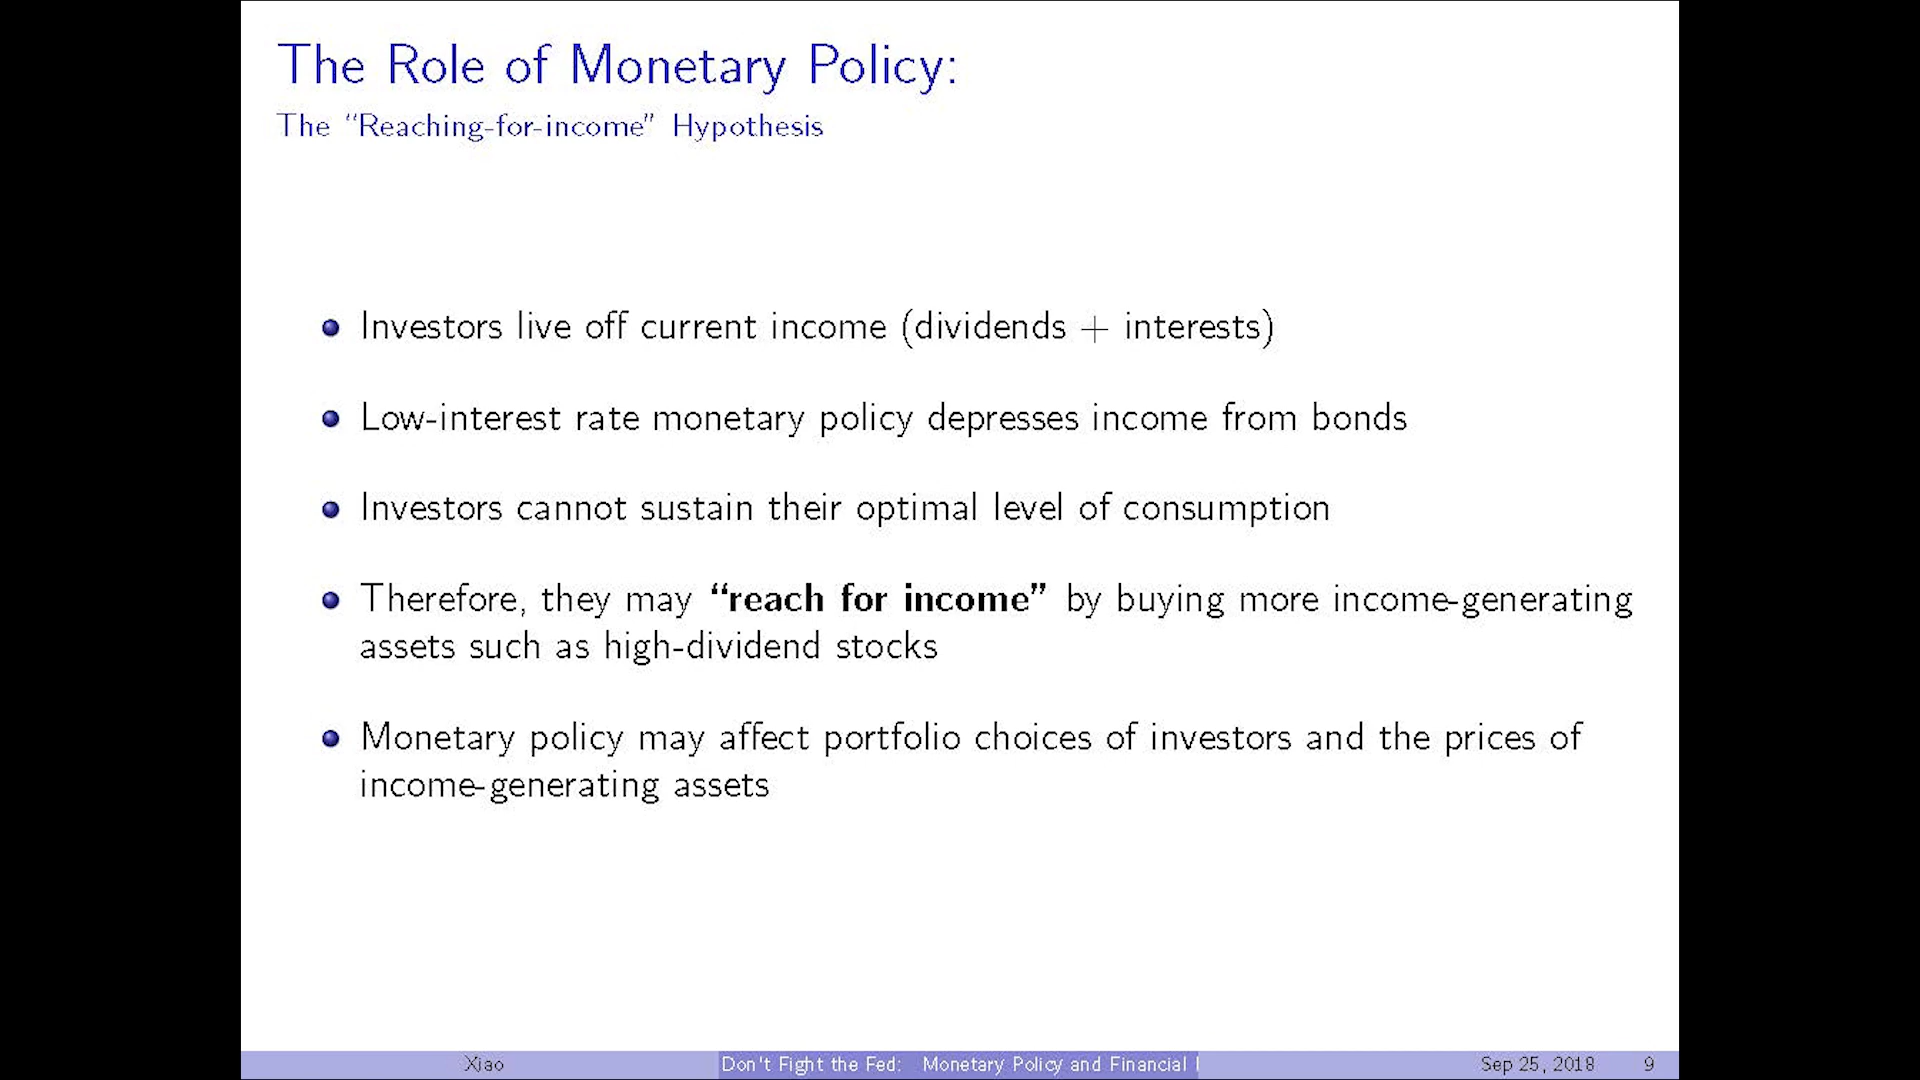 The Role of Monetary Policy:
The “Reaching-for-income” Hypothesis
Investors live off current income (dividends + interests)
Low-interest rate monetary policy depresses income from bonds
Investors cannot sustain their optimal level of consumption
Therefore, they may “reach for income” by buying more income-generating
assets such as high-dividend stocks
Monetary policy may affect portfolio choices of investors and the prices of
income-generating assets
Xiao Don't Fight the Fed: Monetary Policy and Financial Sep 25, 2018 9